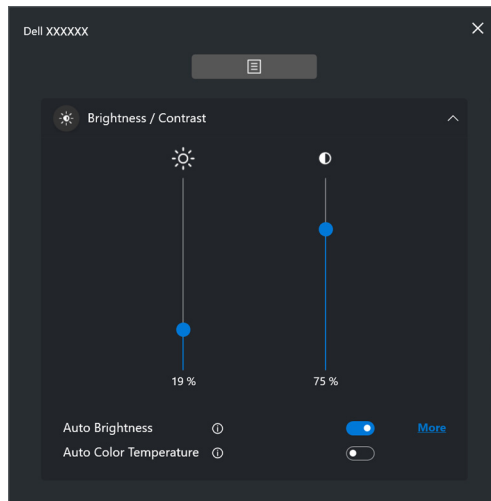 Dell XXXXXX
Brightness / Contrast
19 % 75 %
Auto Brightness More
Auto Color Temperature